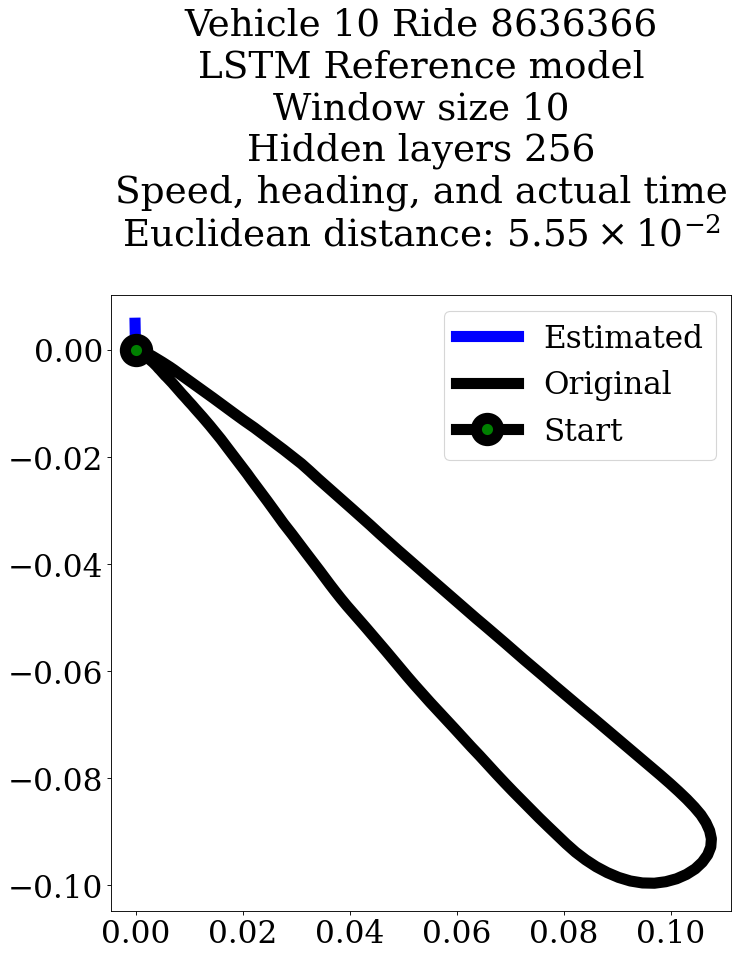 Vehicle 10 Ride 8636366
LSTM Reference model
Window size 10
Hidden layers 256
Speed, heading, and actual time
Euclidean distance: 5.55 × 10⁻²
Estimated
Original
Start
0.00
−0.02
−0.04
−0.06
−0.08
−0.10
0.00 0.02 0.04 0.06 0.08 0.10